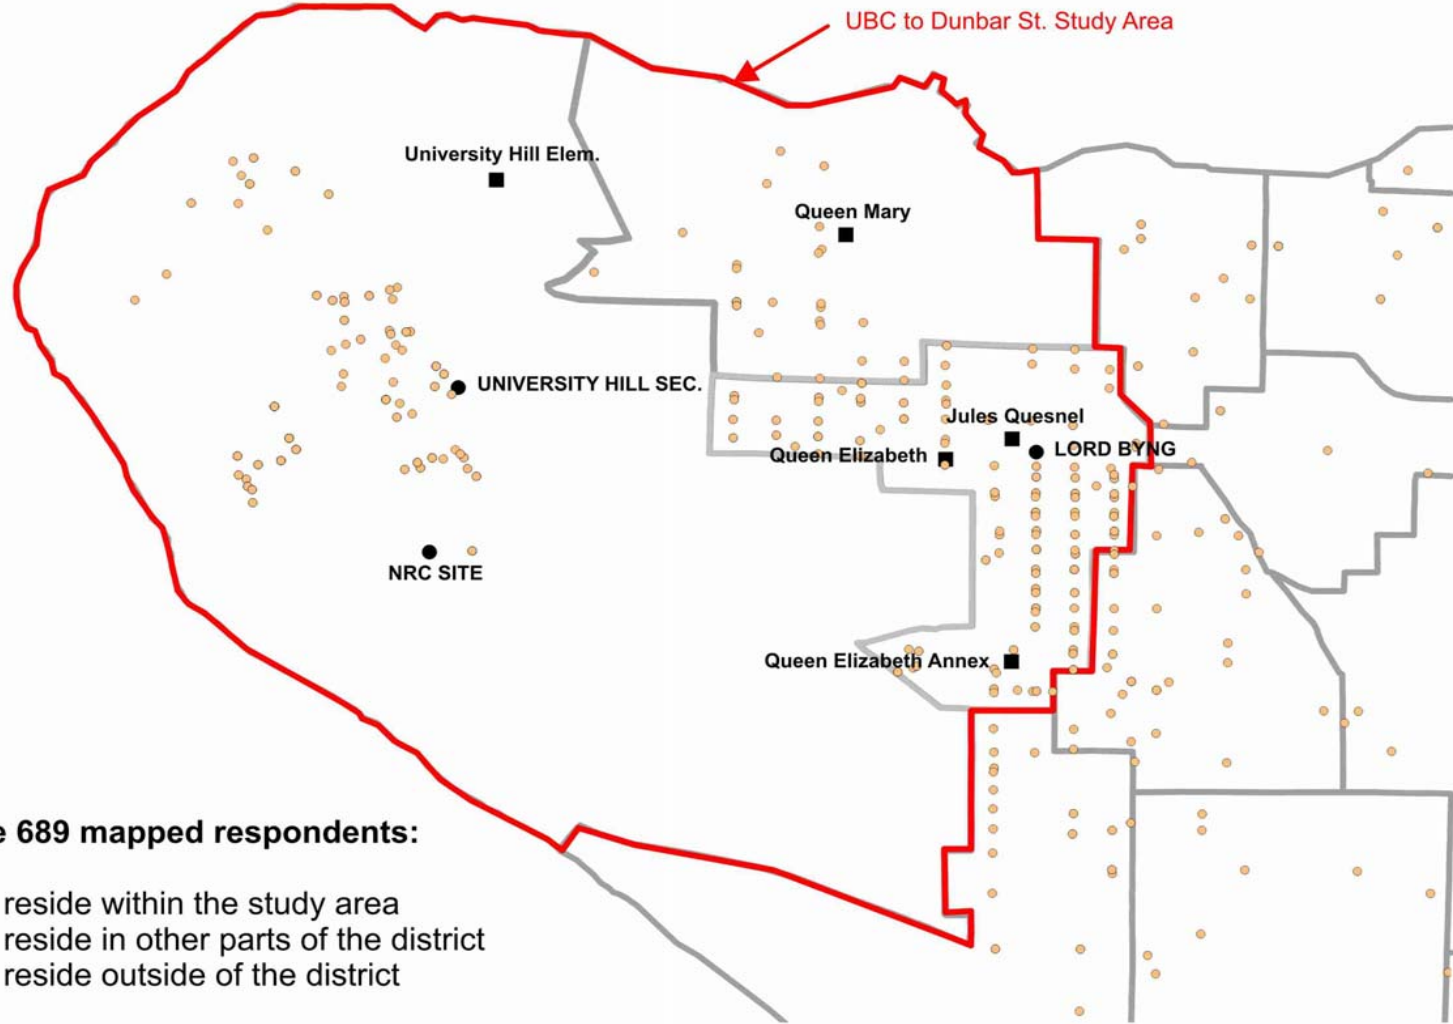 UBC to Dunbar St. Study Area
University Hill Elem.
Queen Mary
UNIVERSITY HILL SEC.
Jules Quesnel
LORD BYNG
Queen Elizabeth
NRC SITE
Queen Elizabeth Annex
689 mapped respondents:
reside within the study area
reside in other parts of the district
reside outside of the district